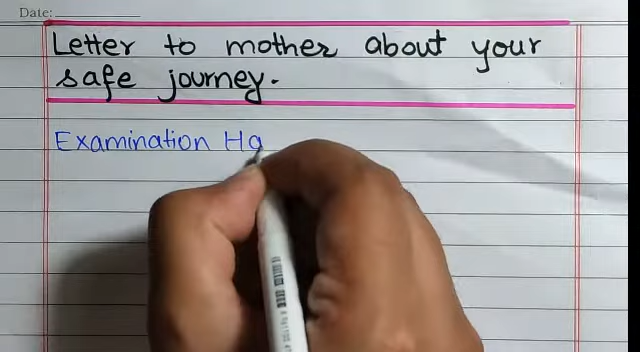 Date:
Letter to mother about your
safe journey.
Examination Ha